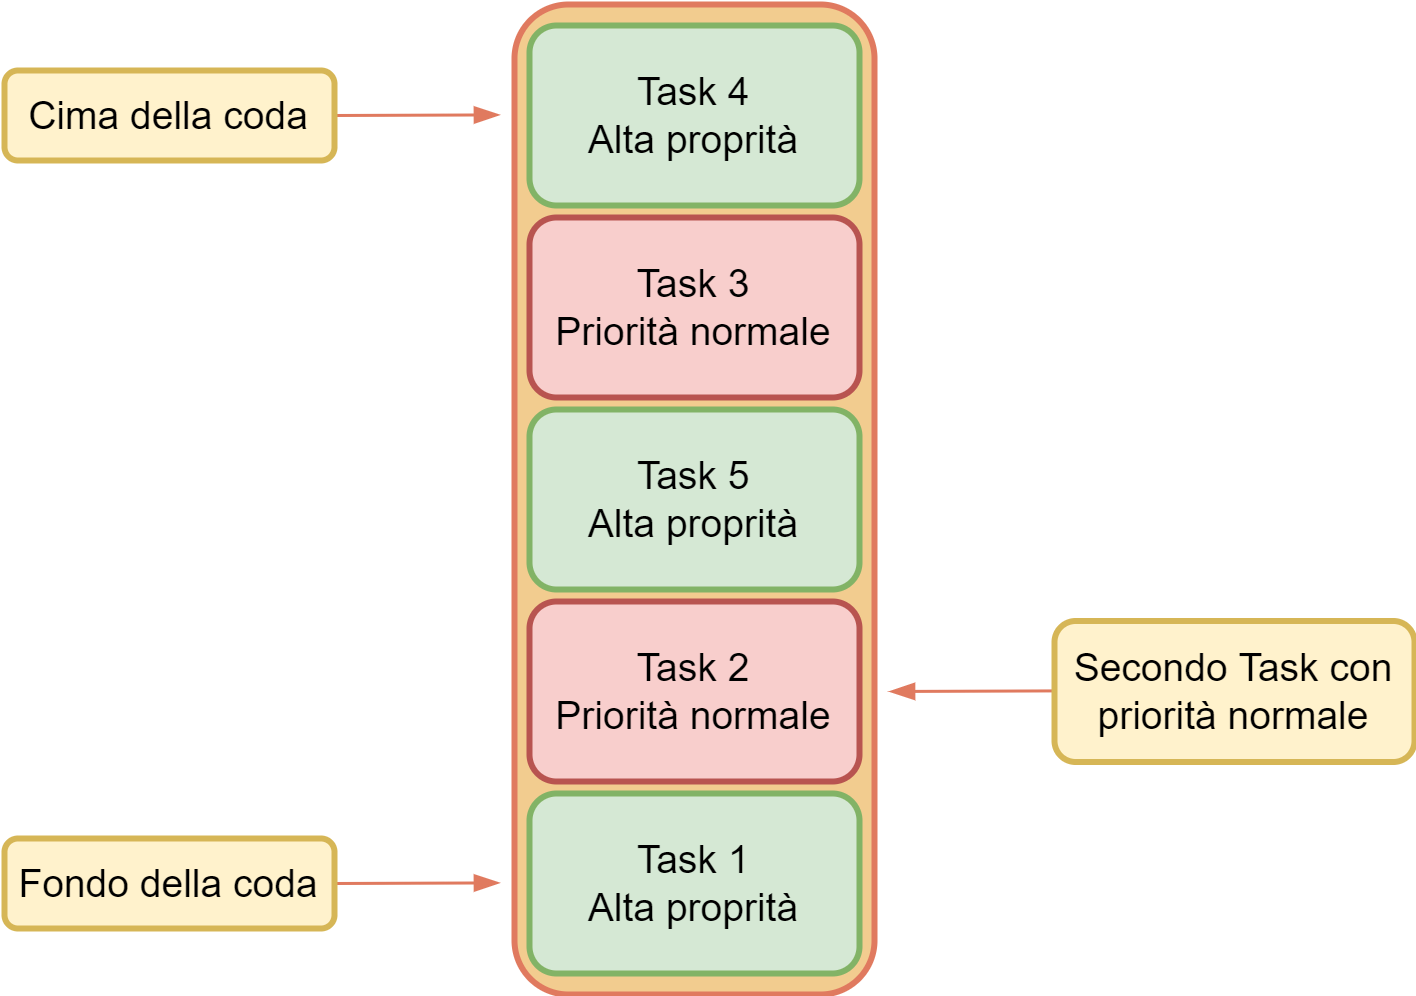 Cima della coda
Task 4
Alta proprità
Task 3
Priorità normale
Task 5
Alta proprità
Task 2
Priorità normale
Secondo Task con
priorità normale
Task 1
Alta proprità
Fondo della coda